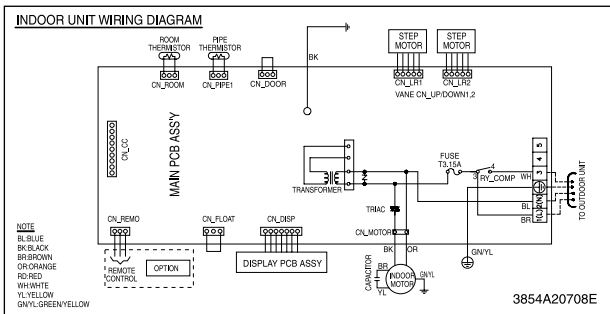 INDOOR UNIT WIRING DIAGRAM
ROOM
THERMISTOR
PIPE
THERMISTOR
BK
STEP
MOTOR
STEP
MOTOR
CN_ROOM
CN_PIPE1
CN_DOOR
CN_LR1
CN_LR2
VANE CN_UP/DOWN1,2
CN_CC
MAIN PCB ASS'Y
TRANSFORMER
FUSE
T3.15A
3
4
RY_COMP
5
4
3
2(N)
1(L)
WH
BL
BR
TO OUTDOOR UNIT
TRIAC
CN_MOTOR
BK
OR
GN/YL
CN_REMO
CN_FLOAT
CN_DISP
REMOTE
CONTROL
OPTION
DISPLAY PCB ASSY
CAPACITOR
BR
YL
INDOOR
MOTOR
GN/YL
NOTE
BL:BLUE
BK:BLACK
BR:BROWN
OR:ORANGE
RD:RED
WH:WHITE
YL:YELLOW
GN/YL:GREEN/YELLOW
3854A20708E